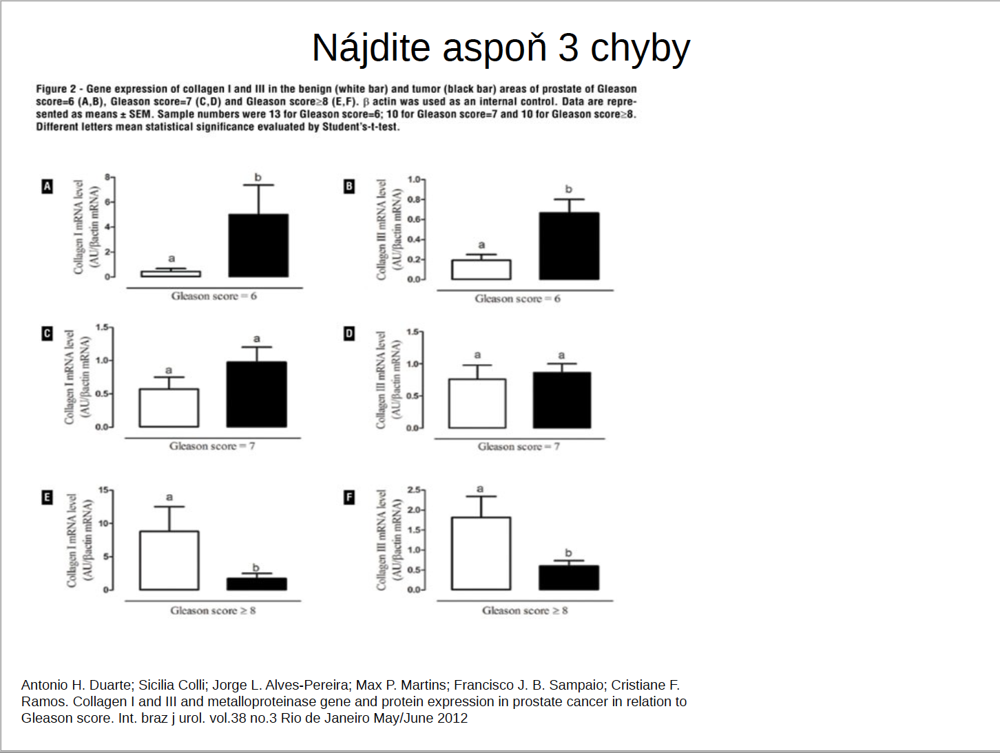 Nájdite aspoň 3 chyby
Figure 2 - Gene expression of collagen I and III in the benign (white bar) and tumor (black bar) areas of prostate of Gleason
score=6 (A,B), Gleason score=7 (C,D) and Gleason score≥8 (E,F). β actin was used as an internal control. Data are repre-
sented as means ± SEM. Sample numbers were 13 for Gleason score=6; 10 for Gleason score=7 and 10 for Gleason score≥8.
Different letters mean statistical significance evaluated by Student's-t-test.
A
Collagen I mRNA level
(AU/βactin mRNA)
8
6
4
2
0
a
b
Gleason score = 6
B
Collagen III mRNA level
(AU/βactin mRNA)
1.0
0.8
0.6
0.4
0.2
0.0
a
b
Gleason score = 6
C
Collagen I mRNA level
(AU/βactin mRNA)
1.5
1.0
0.5
0.0
a
a
Gleason score = 7
D
Collagen III mRNA level
(AU/βactin mRNA)
1.5
1.0
0.5
0.0
a
a
Gleason score = 7
E
Collagen I mRNA level
(AU/βactin mRNA)
15
10
5
0
a
b
Gleason score ≥ 8
F
Collagen III mRNA level
(AU/βactin mRNA)
2.5
2.0
1.5
1.0
0.5
0.0
a
b
Gleason score ≥ 8
Antonio H. Duarte; Sicilia Colli; Jorge L. Alves-Pereira; Max P. Martins; Francisco J. B. Sampaio; Cristiane F.
Ramos. Collagen I and III and metalloproteinase gene and protein expression in prostate cancer in relation to
Gleason score. Int. braz j urol. vol.38 no.3 Rio de Janeiro May/June 2012